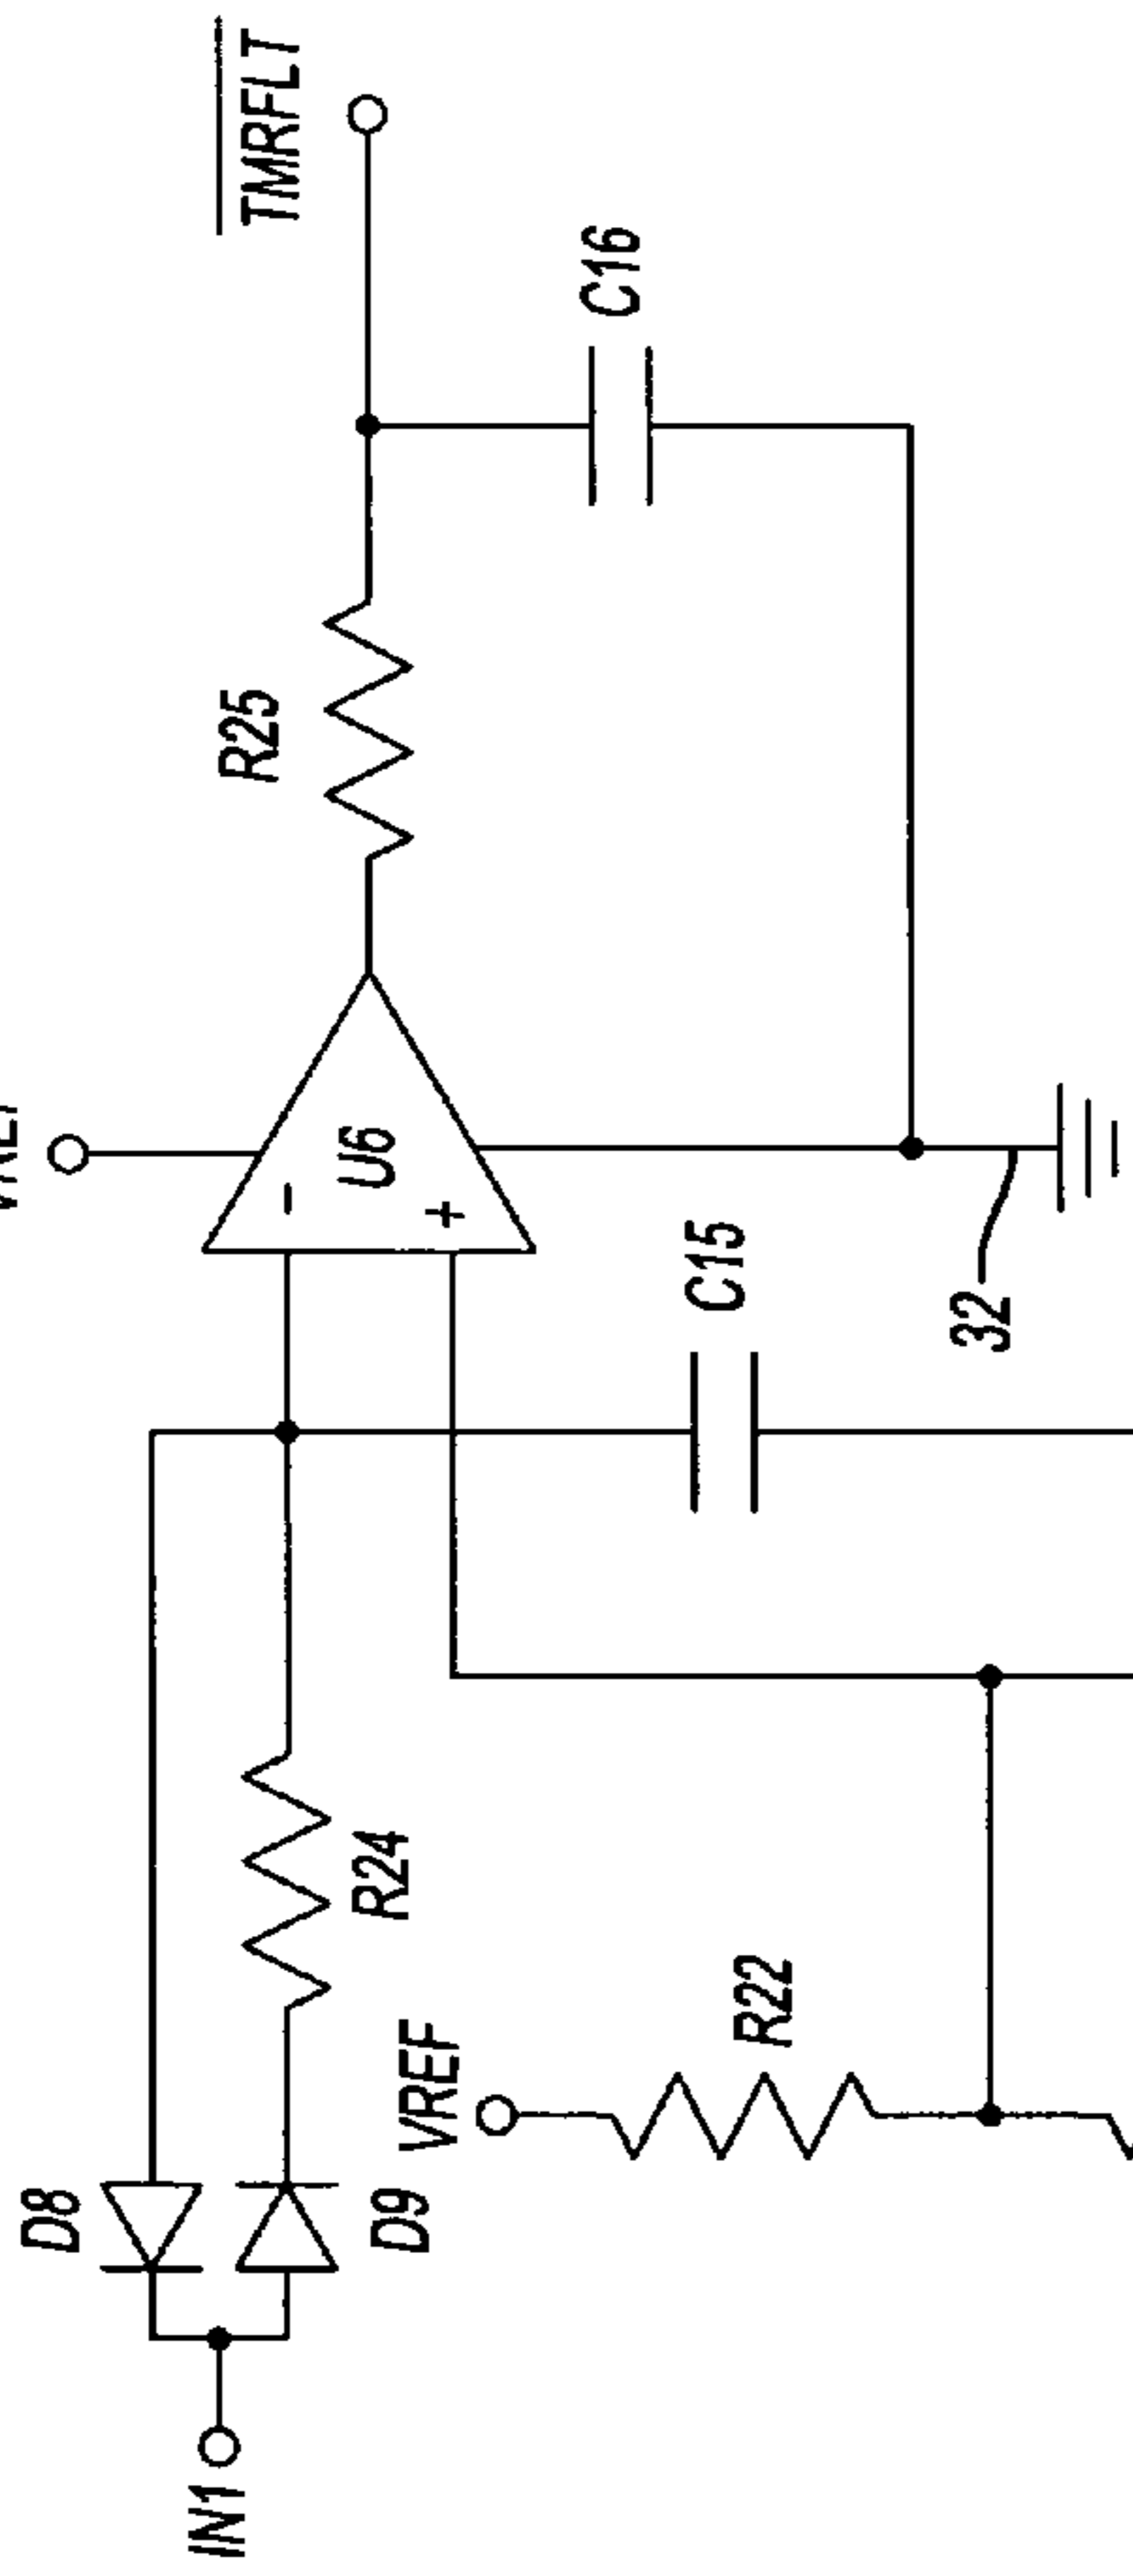 TMRFLT
C16
R25
U6
-
+
C15
32
R24
R22
VREF
D8
D9
IN1